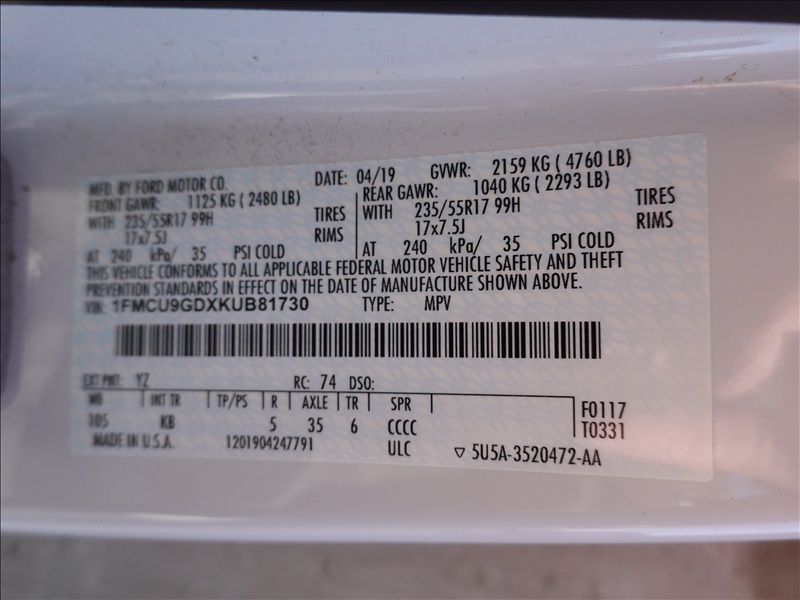 MFD. BY FORD MOTOR CO. DATE: 04/19 GVWR: 2159 KG ( 4760 LB)
FRONT GAWR: 1125 KG ( 2480 LB) REAR GAWR: 1040 KG ( 2293 LB)
WITH 235/55R17 99H TIRES WITH 235/55R17 99H TIRES
17x7.5J RIMS 17x7.5J RIMS
AT 240 kPa/ 35 PSI COLD AT 240 kPa/ 35 PSI COLD
THIS VEHICLE CONFORMS TO ALL APPLICABLE FEDERAL MOTOR VEHICLE SAFETY AND THEFT
PREVENTION STANDARDS IN EFFECT ON THE DATE OF MANUFACTURE SHOWN ABOVE.
VIN: 1FMCU9GDXKUB81730 TYPE: MPV
EXT PNT: YZ RC: 74 DSO:
WB INT TR TP/PS R AXLE TR SPR F0117
105 KB 5 35 6 CCCC T0331
MADE IN U.S.A. 1201904247791 ULC ▽ 5U5A-3520472-AA